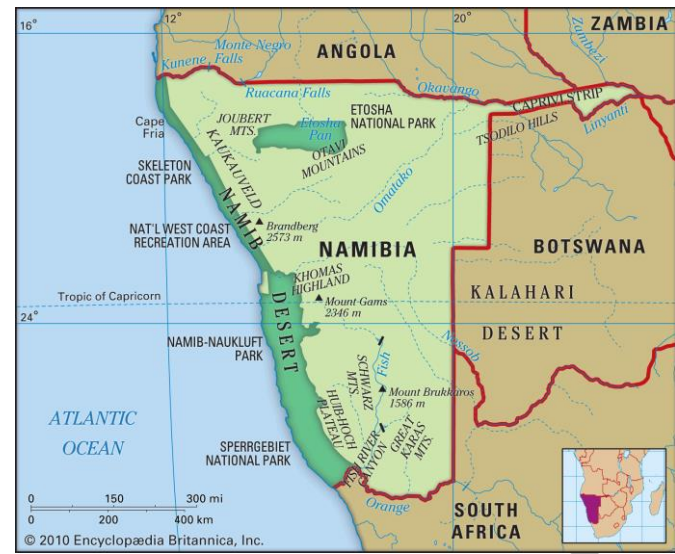 12°
20°
16°
ZAMBIA
Monte Negro
Falls
ANGOLA
Zambezi
Kunene
Ruacana Falls
Okavango
CAPRIVI STRIP
Cape
Fria
JOUBERT
MTS.
Etosha
Pan
ETOSHA
NATIONAL PARK
TSODILO HILLS
Linyanti
OTAVI
MOUNTAINS
KAUKAUVELD
SKELETON
COAST PARK
Omatako
NAMIB
DESERT
NAT'L WEST COAST
RECREATION AREA
Brandberg
2573 m
NAMIBIA
BOTSWANA
KHOMAS
HIGHLAND
KALAHARI
DESERT
Tropic of Capricorn
Mount Gams
2346 m
24°
NAMIB-NAUKLUFT
PARK
Nossab
Fish
SCHWARZ
MTS.
Mount Brukkaros
1586 m
ATLANTIC
OCEAN
HUIB-HOCH
PLATEAU
FISH RIVER
CANYON
GREAT
KARAS
MTS.
SPERRGEBIET
NATIONAL PARK
Orange
SOUTH
AFRICA
0 150 300 mi
0 200 400 km
© 2010 Encyclopædia Britannica, Inc.